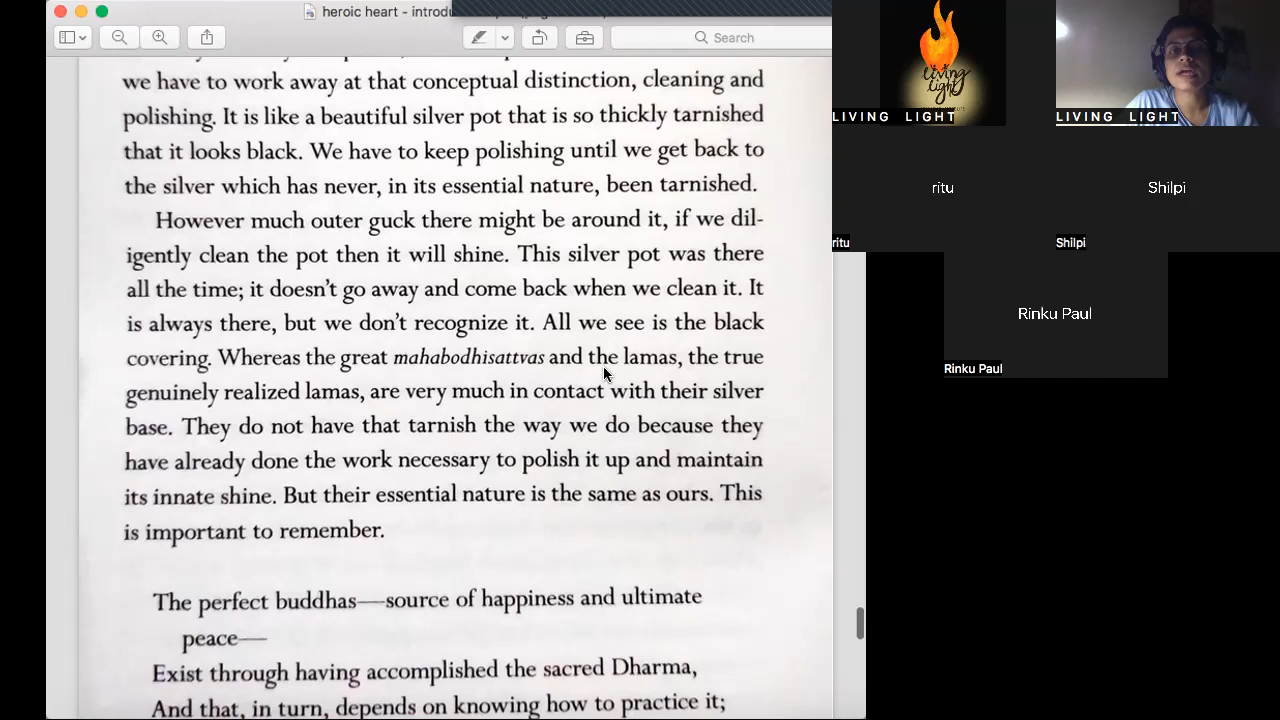 heroic heart - introdu
Search
we have to work away at that conceptual distinction, cleaning and
polishing. It is like a beautiful silver pot that is so thickly tarnished
that it looks black. We have to keep polishing until we get back to
the silver which has never, in its essential nature, been tarnished.
However much outer guck there might be around it, if we dil-
igently clean the pot then it will shine. This silver pot was there
all the time; it doesn't go away and come back when we clean it. It
is always there, but we don't recognize it. All we see is the black
covering. Whereas the great mahabodhisattvas and the lamas, the true
genuinely realized lamas, are very much in contact with their silver
base. They do not have that tarnish the way we do because they
have already done the work necessary to polish it up and maintain
its innate shine. But their essential nature is the same as ours. This
is important to remember.
The perfect buddhas—source of happiness and ultimate
peace—
Exist through having accomplished the sacred Dharma,
And that, in turn, depends on knowing how to practice it;
living
light
LIVING LIGHT
LIVING LIGHT
ritu
ritu
Shilpi
Shilpi
Rinku Paul
Rinku Paul